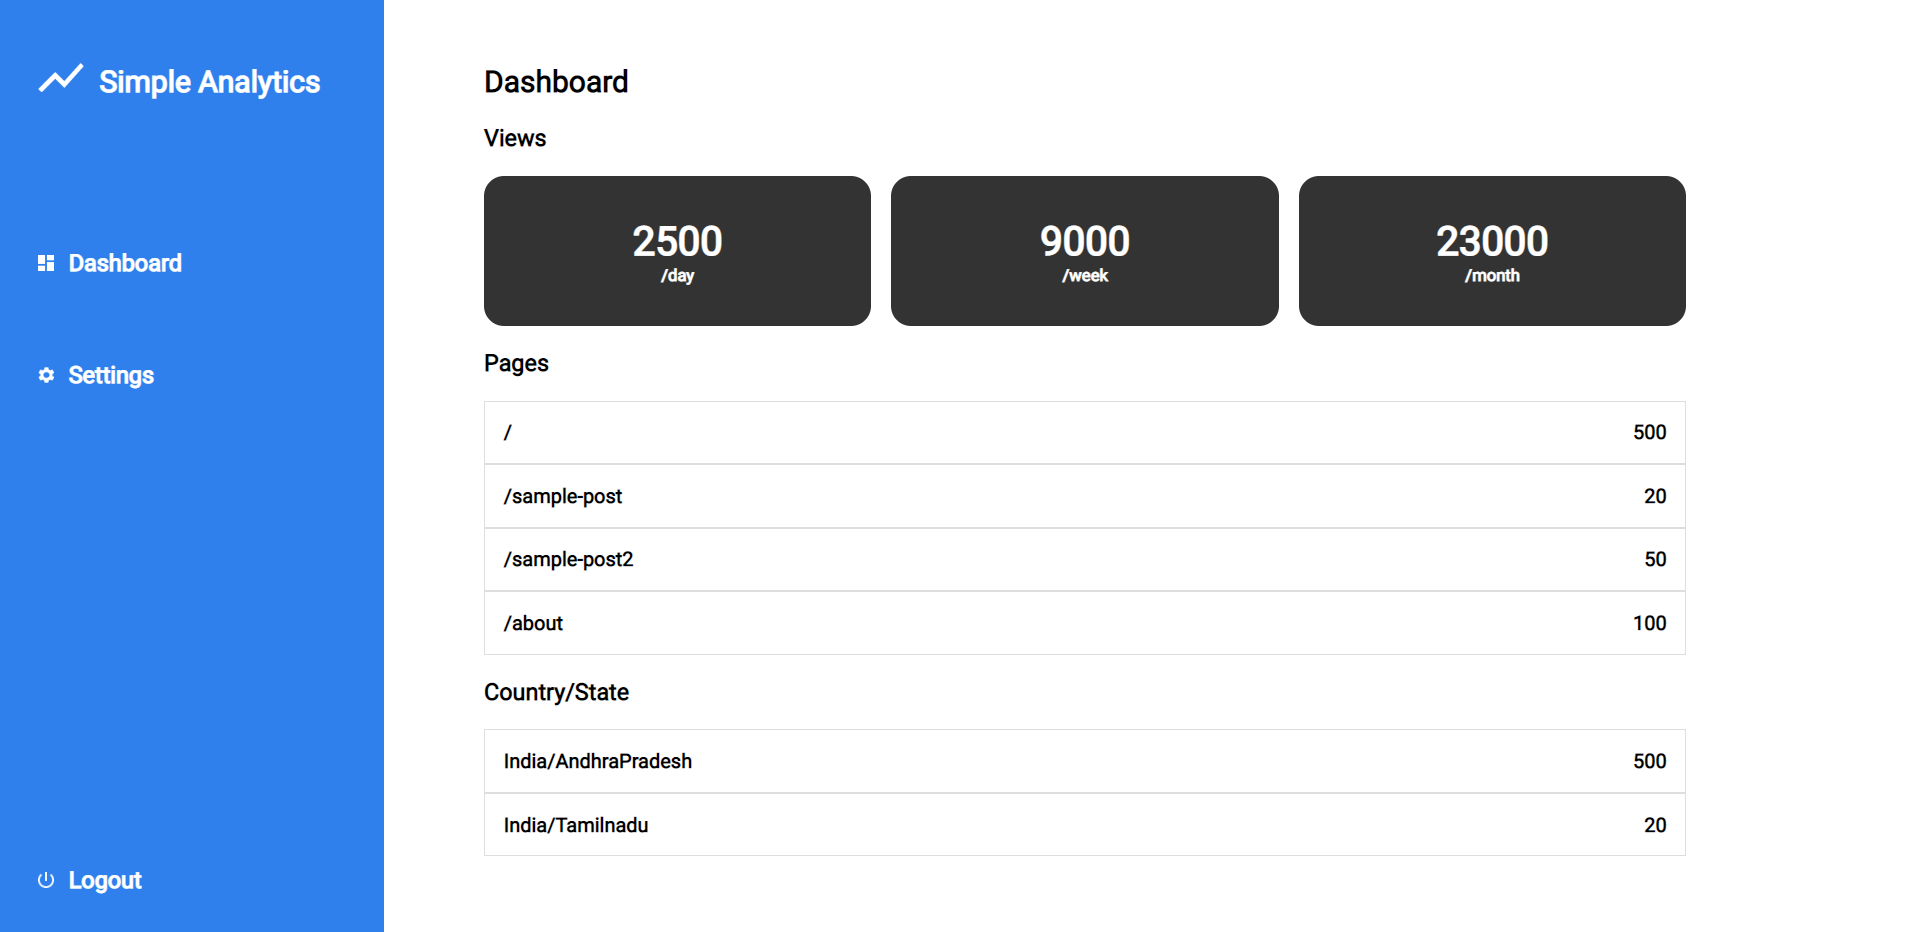 Simple Analytics
Dashboard
Settings
Logout
Dashboard
Views
2500
/day
9000
/week
23000
/month
Pages
/ 500
/sample-post 20
/sample-post2 50
/about 100
Country/State
India/AndhraPradesh 500
India/Tamilnadu 20